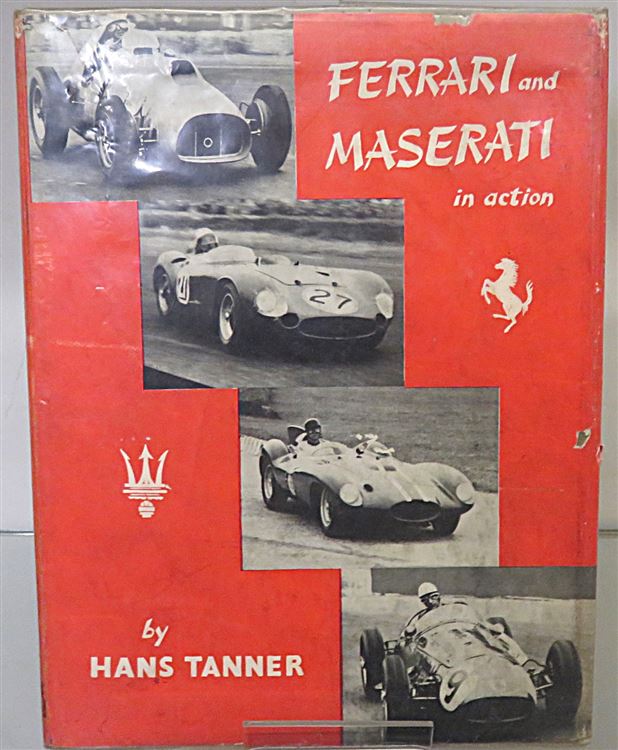 FERRARI and
MASERATI
in action
27
by
HANS TANNER